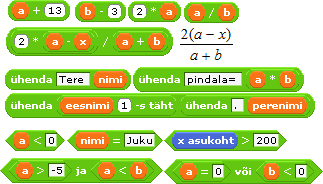 a + 13 b - 3 2 * a a / b
2 * a - x / a + b 2(a − x) / a + b
ühenda Tere nimi ühenda pindala= a * b
ühenda eesnimi 1 -s täht ühenda . perenimi
a < 0 nimi = Juku x asukoht > 200
a > -5 ja a < b a = 0 või b < 0